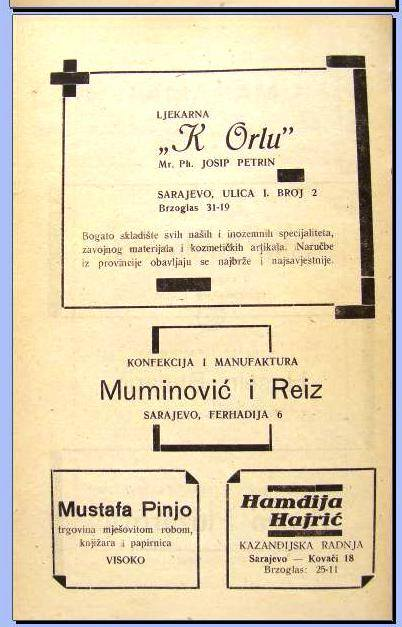 LJEKARNA
„K Orlu”
Mr. Ph. JOSIP PETRIN
SARAJEVO, ULICA I. BROJ 2
Brzoglas 31-19
Bogato skladište svih naših i inozemnih specijaliteta,
zavojnog materijala i kozmetičkih artikala. Naručbe
iz provincije obavljaju se najbrže i najsavjestnije.
KONFEKCIJA I MANUFAKTURA
Muminović i Reiz
SARAJEVO, FERHADIJA 6
Mustafa Pinjo
trgovina mješovitom robom,
knjižara i papirnica
VISOKO
Hamdija
Hajrić
KAZANDIJSKA RADNJA
Sarajevo — Kovači 18
Brzoglas: 25-11